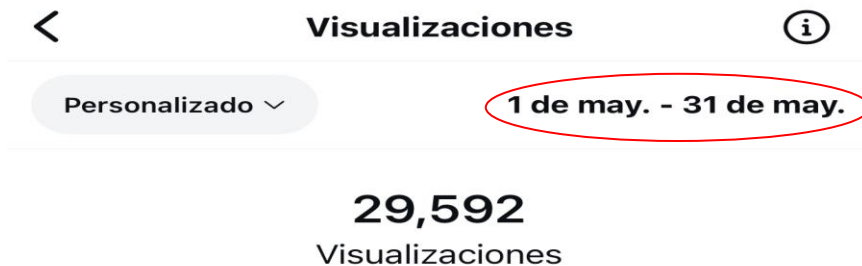 Visualizaciones
Personalizado
1 de may. - 31 de may.
29,592
Visualizaciones